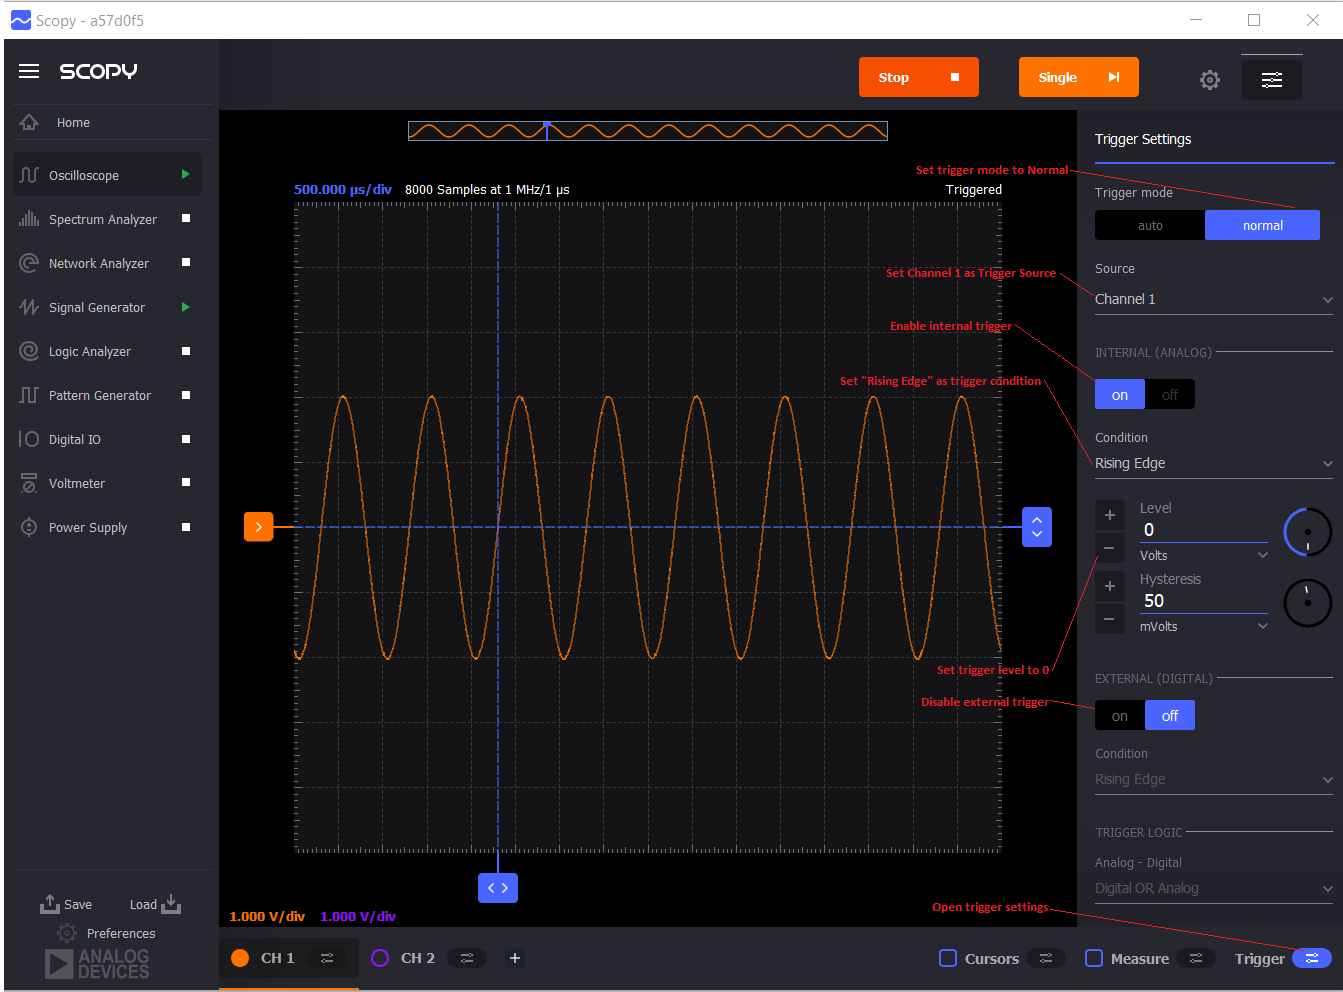 Scopy - a57d0f5
SCOPY
Stop
Single
Home
Oscilloscope
Spectrum Analyzer
Network Analyzer
Signal Generator
Logic Analyzer
Pattern Generator
Digital IO
Voltmeter
Power Supply
Save
Load
Preferences
ANALOG
DEVICES
500.000 µs/div 8000 Samples at 1 MHz/1 µs
Triggered
Set trigger mode to Normal
Set Channel 1 as Trigger Source
Enable internal trigger
Set "Rising Edge" as trigger condition
Set trigger level to 0
Disable external trigger
Open trigger settings
1.000 V/div 1.000 V/div
CH 1
CH 2
+
Cursors
Measure
Trigger
Trigger Settings
Trigger mode
auto normal
Source
Channel 1
INTERNAL (ANALOG)
on off
Condition
Rising Edge
+
Level
0
−
Volts
+
Hysteresis
50
−
mVolts
EXTERNAL (DIGITAL)
on off
Condition
Rising Edge
TRIGGER LOGIC
Analog - Digital
Digital OR Analog